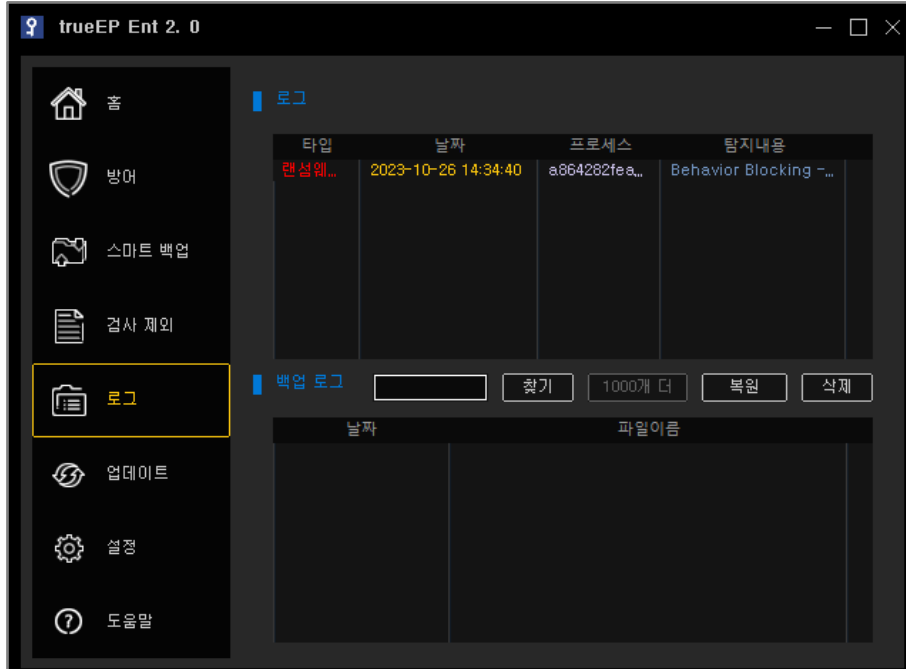 trueEP Ent 2. 0
홈
방어
스마트 백업
검사 제외
로그
업데이트
설정
도움말
로그
타입 날짜 프로세스 탐지내용
랜섬웨... 2023-10-26 14:34:40 a864282fea... Behavior Blocking -...
백업 로그 찾기 1000개 더 복원 삭제
날짜 파일이름